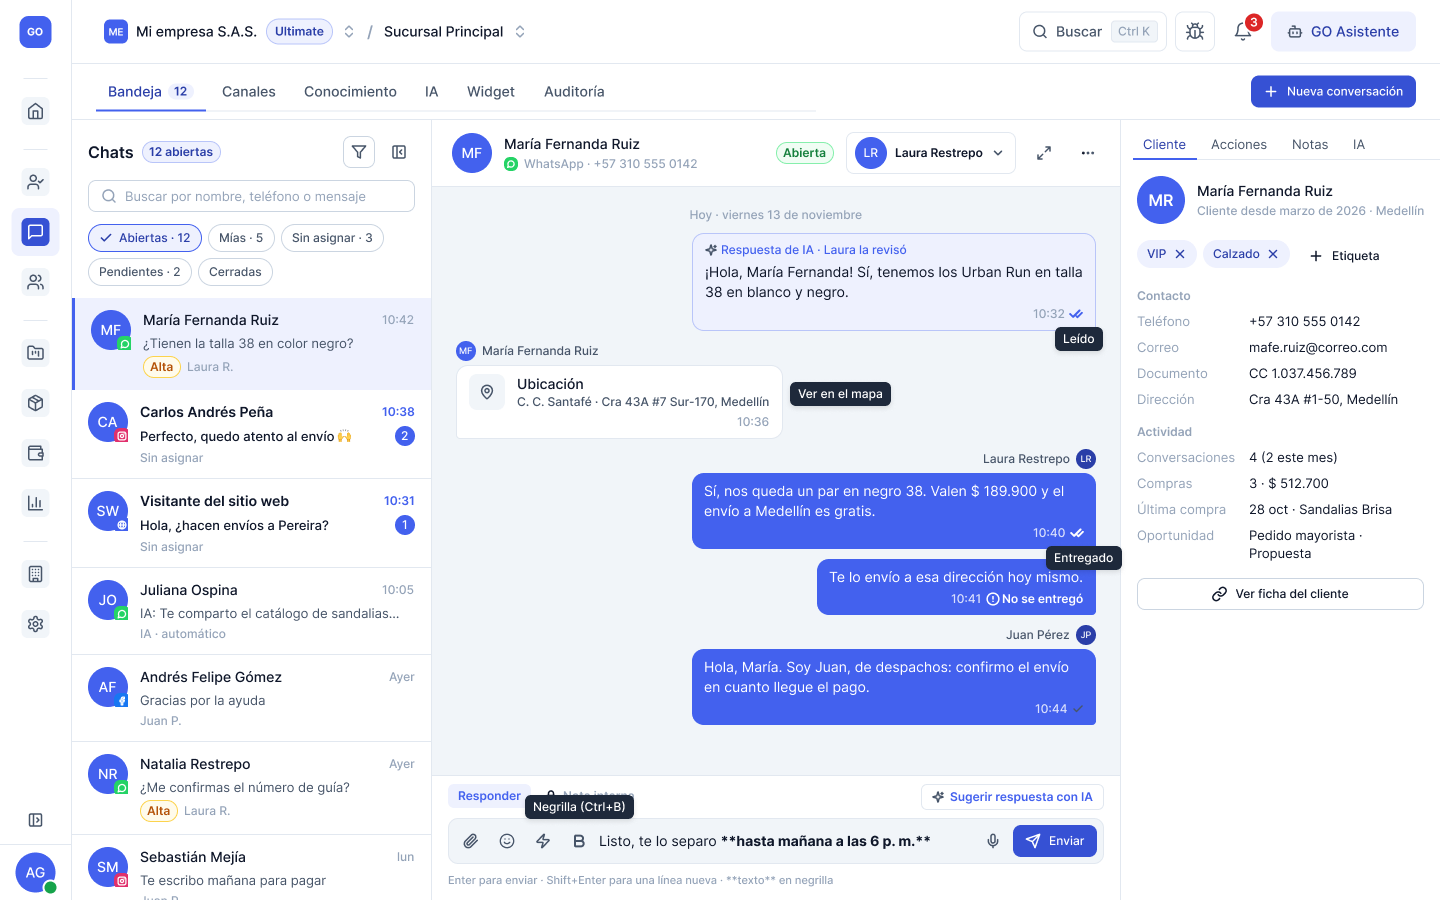 GO
ME Mi empresa S.A.S. Ultimate / Sucursal Principal
Buscar Ctrl K
3
GO Asistente
Bandeja 12 Canales Conocimiento IA Widget Auditoría
Nueva conversación
Chats 12 abiertas
Buscar por nombre, teléfono o mensaje
Abiertas · 12 Mías · 5 Sin asignar · 3
Pendientes · 2 Cerradas
MF María Fernanda Ruiz 10:42
¿Tienen la talla 38 en color negro?
Alta Laura R.
CA Carlos Andrés Peña 10:38
Perfecto, quedo atento al envío 🙌 2
Sin asignar
SW Visitante del sitio web 10:31
Hola, ¿hacen envíos a Pereira? 1
Sin asignar
JO Juliana Ospina 10:05
IA: Te comparto el catálogo de sandalias...
IA · automático
AF Andrés Felipe Gómez Ayer
Gracias por la ayuda
Juan P.
NR Natalia Restrepo Ayer
¿Me confirmas el número de guía?
Alta Laura R.
SM Sebastián Mejía lun
Te escribo mañana para pagar
AG
MF María Fernanda Ruiz
WhatsApp · +57 310 555 0142
Abierta
LR Laura Restrepo
Hoy · viernes 13 de noviembre
Respuesta de IA · Laura la revisó
¡Hola, María Fernanda! Sí, tenemos los Urban Run en talla
38 en blanco y negro.
10:32
Leído
MF María Fernanda Ruiz
Ubicación
C. C. Santafé · Cra 43A #7 Sur-170, Medellín
10:36
Ver en el mapa
Laura Restrepo LR
Sí, nos queda un par en negro 38. Valen $ 189.900 y el
envío a Medellín es gratis.
10:40
Entregado
Te lo envío a esa dirección hoy mismo.
10:41 No se entregó
Juan Pérez JP
Hola, María. Soy Juan, de despachos: confirmo el envío
en cuanto llegue el pago.
10:44
Responder
Negrilla (Ctrl+B)
Sugerir respuesta con IA
B Listo, te lo separo **hasta mañana a las 6 p. m.**
Enviar
Enter para enviar · Shift+Enter para una línea nueva · **texto** en negrilla
Cliente Acciones Notas IA
MR María Fernanda Ruiz
Cliente desde marzo de 2026 · Medellín
VIP Calzado Etiqueta
Contacto
Teléfono +57 310 555 0142
Correo mafe.ruiz@correo.com
Documento CC 1.037.456.789
Dirección Cra 43A #1-50, Medellín
Actividad
Conversaciones 4 (2 este mes)
Compras 3 · $ 512.700
Última compra 28 oct · Sandalias Brisa
Oportunidad Pedido mayorista ·
Propuesta
Ver ficha del cliente